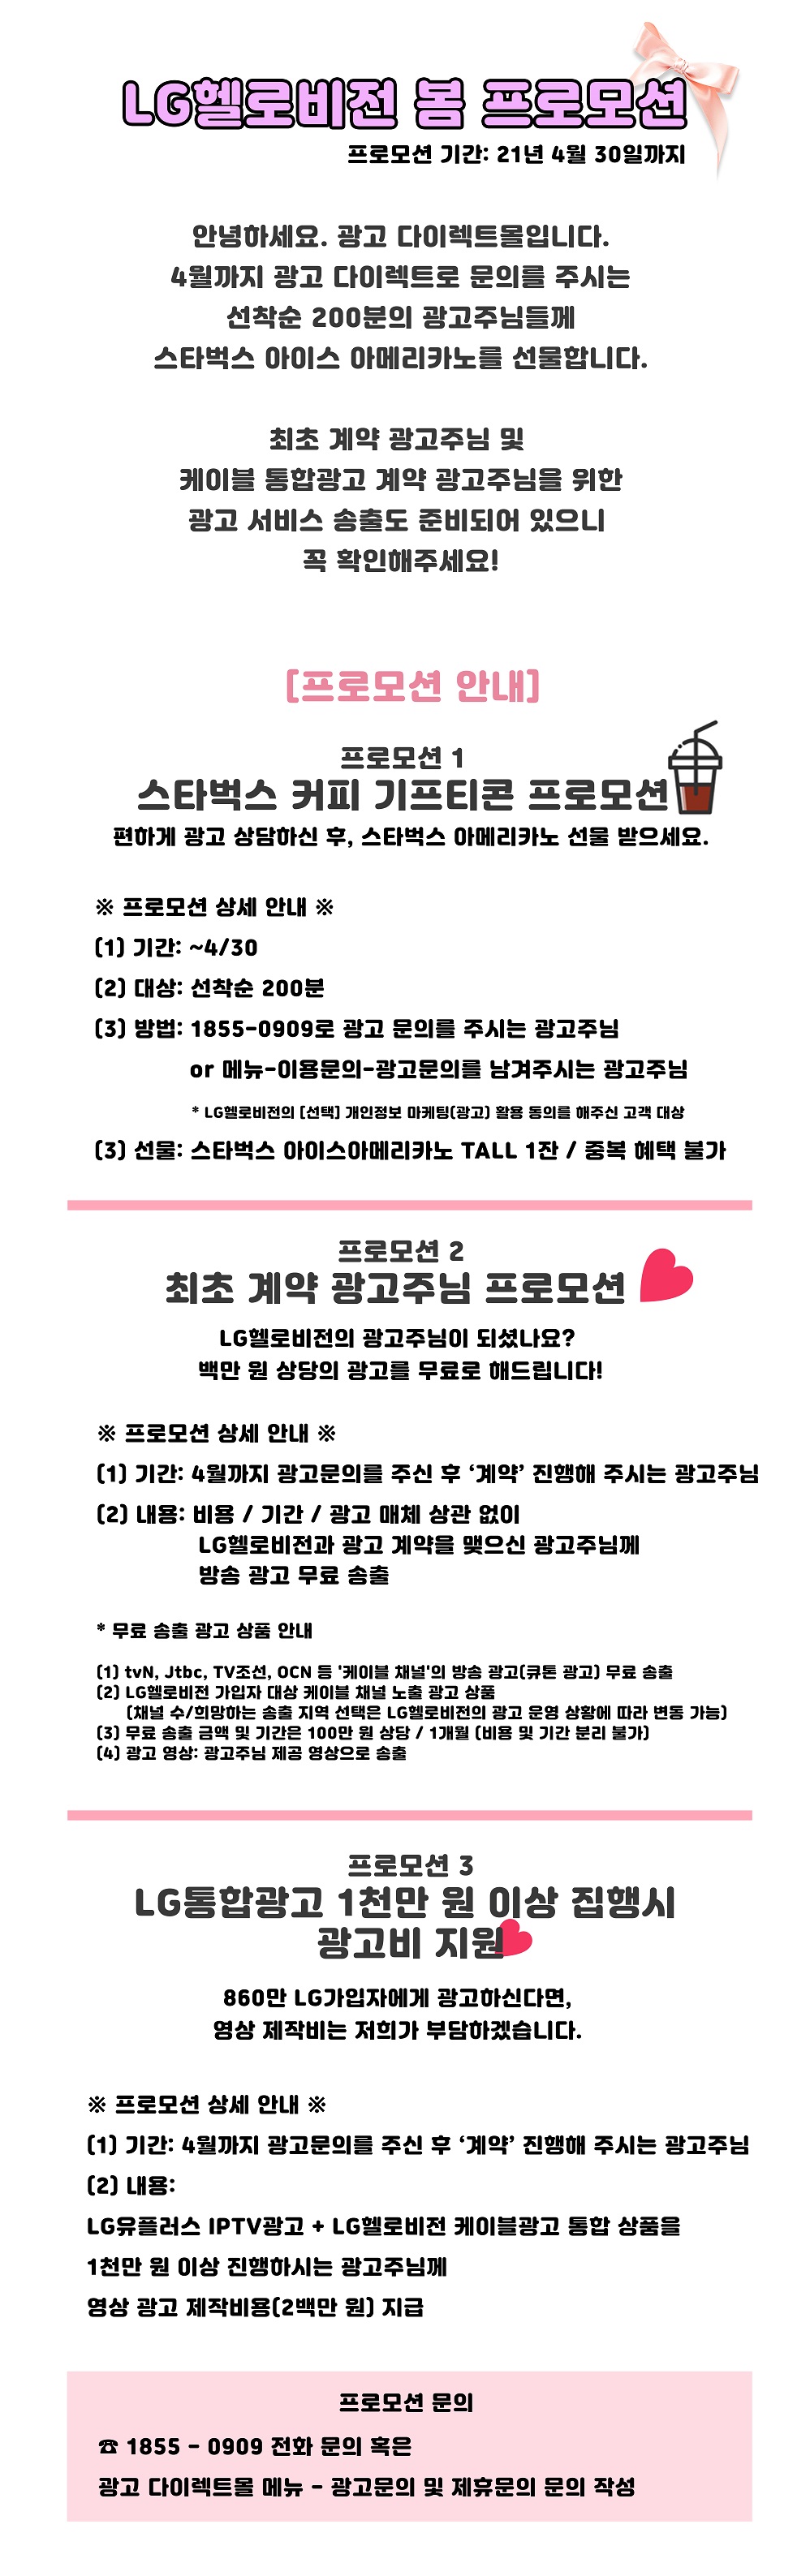 LG헬로비전 봄 프로모션
프로모션 기간: 21년 4월 30일까지
안녕하세요. 광고 다이렉트몰입니다.
4월까지 광고 다이렉트로 문의를 주시는
선착순 200분의 광고주님들께
스타벅스 아이스 아메리카노를 선물합니다.
최초 계약 광고주님 및
케이블 통합광고 계약 광고주님을 위한
광고 서비스 송출도 준비되어 있으니
꼭 확인해주세요!
[프로모션 안내]
프로모션 1
스타벅스 커피 기프티콘 프로모션
편하게 광고 상담하신 후, 스타벅스 아메리카노 선물 받으세요.
※ 프로모션 상세 안내 ※
(1) 기간: ~4/30
(2) 대상: 선착순 200분
(3) 방법: 1855-0909로 광고 문의를 주시는 광고주님
or 메뉴-이용문의-광고문의를 남겨주시는 광고주님
* LG헬로비전의 [선택] 개인정보 마케팅(광고) 활용 동의를 해주신 고객 대상
(3) 선물: 스타벅스 아이스아메리카노 TALL 1잔 / 중복 혜택 불가
프로모션 2
최초 계약 광고주님 프로모션
LG헬로비전의 광고주님이 되셨나요?
백만 원 상당의 광고를 무료로 해드립니다!
※ 프로모션 상세 안내 ※
(1) 기간: 4월까지 광고문의를 주신 후 ‘계약’ 진행해 주시는 광고주님
(2) 내용: 비용 / 기간 / 광고 매체 상관 없이
LG헬로비전과 광고 계약을 맺으신 광고주님께
방송 광고 무료 송출
* 무료 송출 광고 상품 안내
(1) tvN, Jtbc, TV조선, OCN 등 '케이블 채널'의 방송 광고(큐톤 광고) 무료 송출
(2) LG헬로비전 가입자 대상 케이블 채널 노출 광고 상품
(채널 수/희망하는 송출 지역 선택은 LG헬로비전의 광고 운영 상황에 따라 변동 가능)
(3) 무료 송출 금액 및 기간은 100만 원 상당 / 1개월 (비용 및 기간 분리 불가)
(4) 광고 영상: 광고주님 제공 영상으로 송출
프로모션 3
LG통합광고 1천만 원 이상 집행시
광고비 지원
860만 LG가입자에게 광고하신다면,
영상 제작비는 저희가 부담하겠습니다.
※ 프로모션 상세 안내 ※
(1) 기간: 4월까지 광고문의를 주신 후 ‘계약’ 진행해 주시는 광고주님
(2) 내용:
LG유플러스 IPTV광고 + LG헬로비전 케이블광고 통합 상품을
1천만 원 이상 진행하시는 광고주님께
영상 광고 제작비용(2백만 원) 지급
프로모션 문의
☎ 1855 - 0909 전화 문의 혹은
광고 다이렉트몰 메뉴 - 광고문의 및 제휴문의 문의 작성